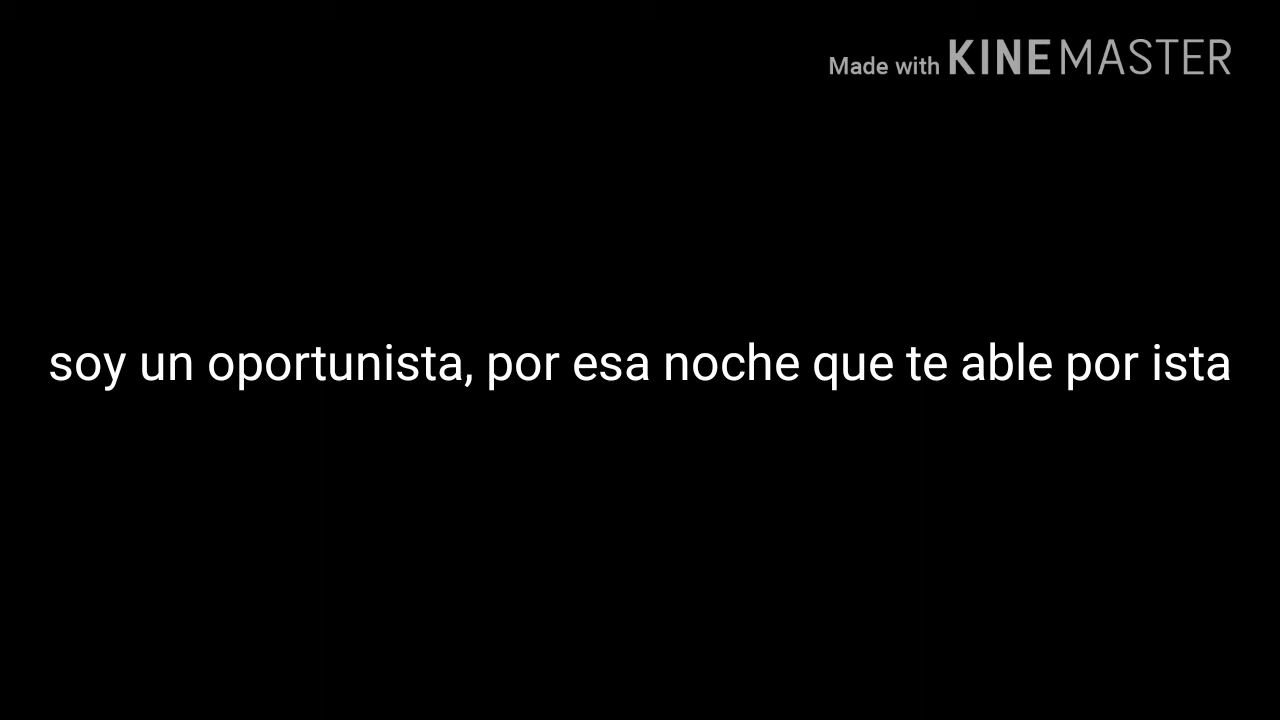 Made with KINEMASTER
soy un oportunista, por esa noche que te able por ista